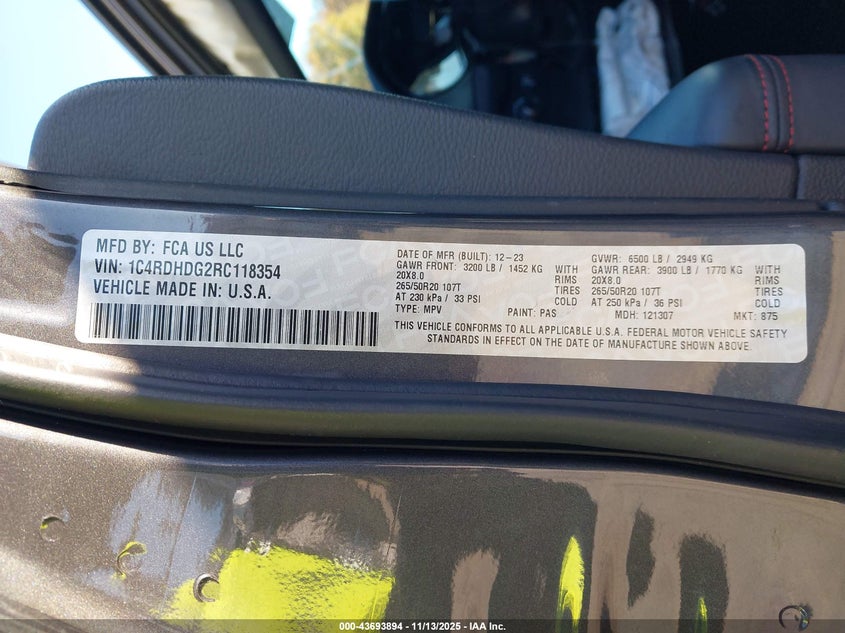 MFD BY: FCA US LLC
VIN: 1C4RDHDG2RC118354
VEHICLE MADE IN: U.S.A.
DATE OF MFR (BUILT): 12-23 GVWR: 6500 LB / 2949 KG
GAWR FRONT: 3200 LB / 1452 KG WITH GAWR REAR: 3900 LB / 1770 KG WITH
20X8.0 RIMS 20X8.0 RIMS
265/50R20 107T TIRES 265/50R20 107T TIRES
AT 230 kPa / 33 PSI COLD AT 250 kPa / 36 PSI COLD
TYPE: MPV PAINT: PAS MDH: 121307 MKT: 875
THIS VEHICLE CONFORMS TO ALL APPLICABLE U.S.A. FEDERAL MOTOR VEHICLE SAFETY
STANDARDS IN EFFECT ON THE DATE OF MANUFACTURE SHOWN ABOVE.
000-43693894 | 11/13/2025 - IAAI.COM